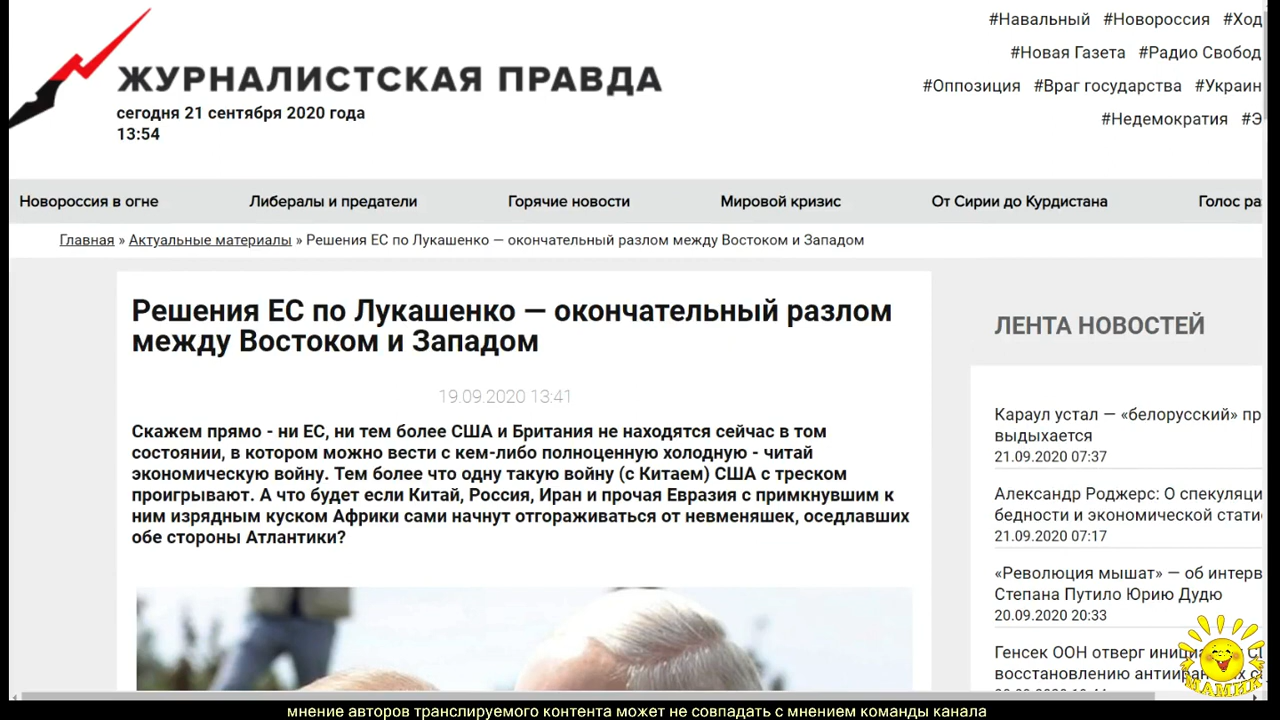 #Навальный #Новороссия #Ход
#Новая Газета #Радио Свобод
#Оппозиция #Враг государства #Украин
#Недемократия #Э
ЖУРНАЛИСТСКАЯ ПРАВДА
сегодня 21 сентября 2020 года
13:54
Новороссия в огне Либералы и предатели Горячие новости Мировой кризис От Сирии до Курдистана Голос ра
Главная » Актуальные материалы » Решения ЕС по Лукашенко — окончательный разлом между Востоком и Западом
Решения ЕС по Лукашенко — окончательный разлом
между Востоком и Западом
19.09.2020 13:41
Скажем прямо - ни ЕС, ни тем более США и Британия не находятся сейчас в том
состоянии, в котором можно вести с кем-либо полноценную холодную - читай
экономическую войну. Тем более что одну такую войну (с Китаем) США с треском
проигрывают. А что будет если Китай, Россия, Иран и прочая Евразия с примкнувшим к
ним изрядным куском Африки сами начнут отгораживаться от невменяшек, оседлавших
обе стороны Атлантики?
ЛЕНТА НОВОСТЕЙ
Караул устал — «белорусский» пр
выдыхается
21.09.2020 07:37
Александр Роджерс: О спекуляци
бедности и экономической стати
21.09.2020 07:17
«Революция мышат» — об интерв
Степана Путило Юрию Дудю
20.09.2020 20:33
Генсек ООН отверг иници
восстановлению антиира
МАМИК
мнение авторов транслируемого контента может не совпадать с мнением команды канала